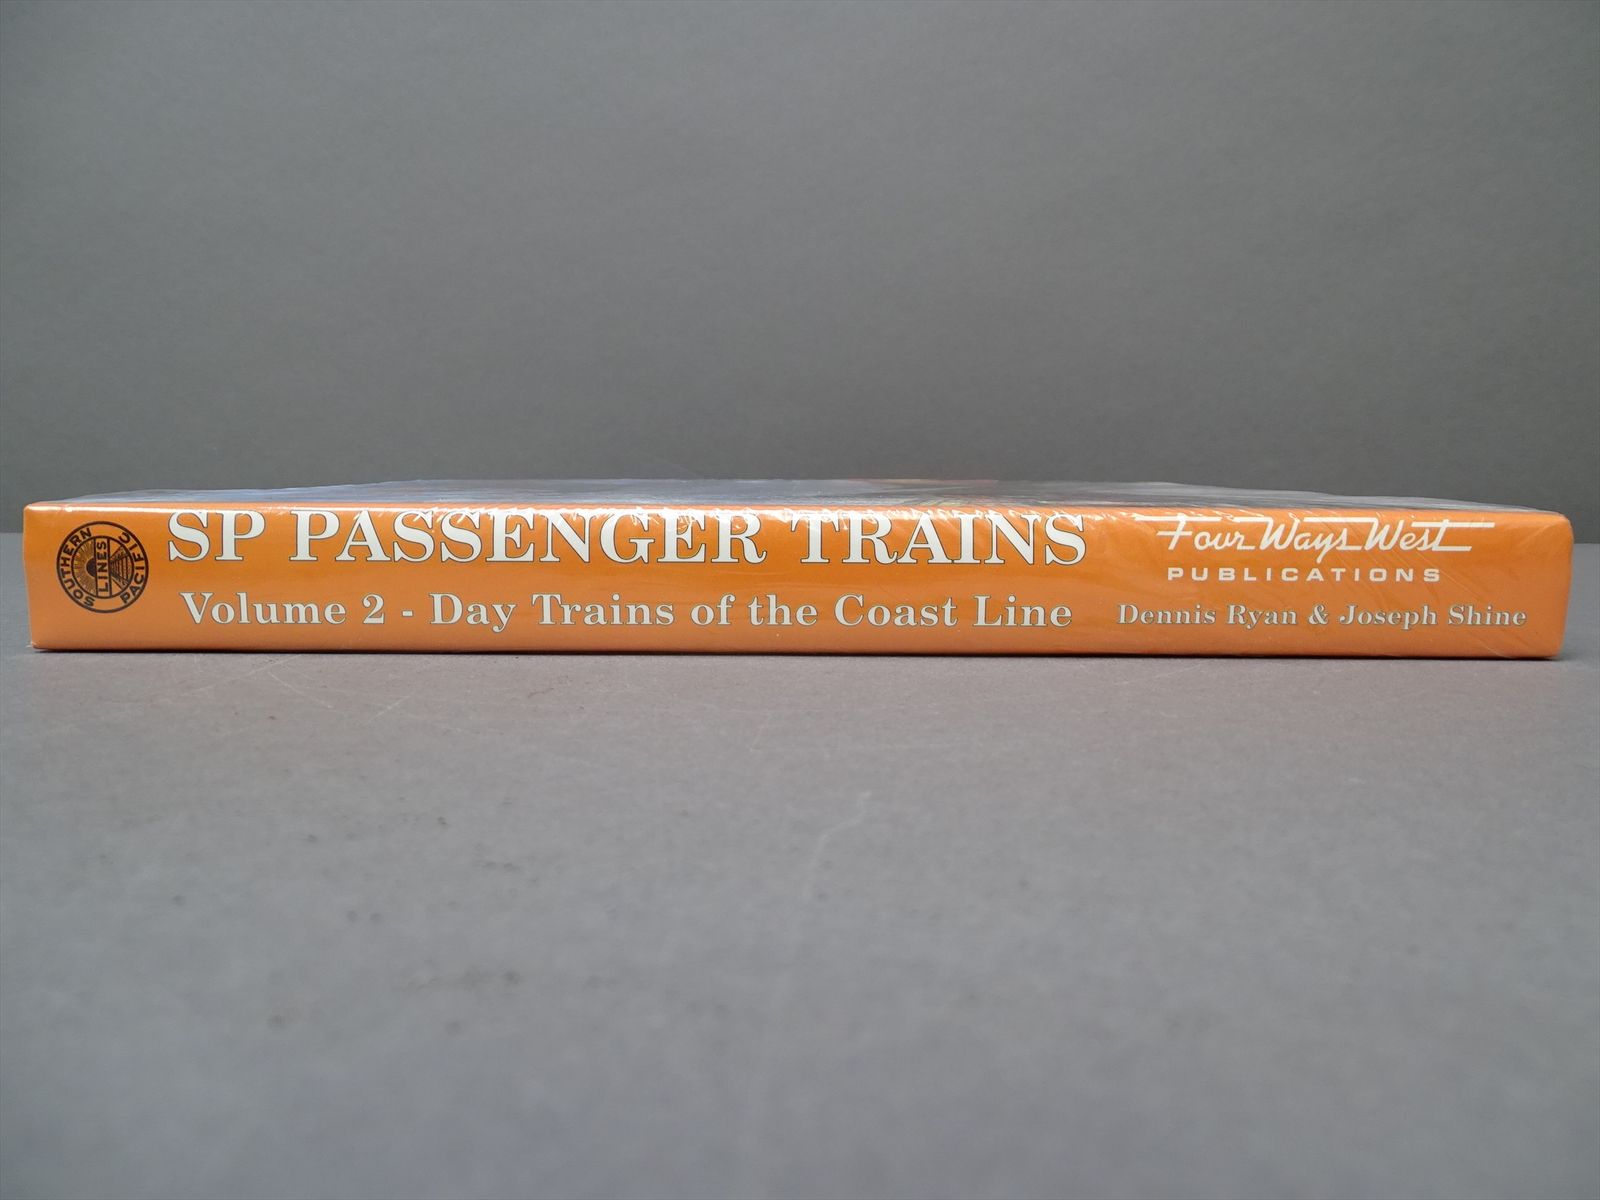 SOUTHERN PACIFIC
LINES
SP PASSENGER TRAINS
Volume 2 - Day Trains of the Coast Line
Four Ways West
PUBLICATIONS
Dennis Ryan & Joseph Shine